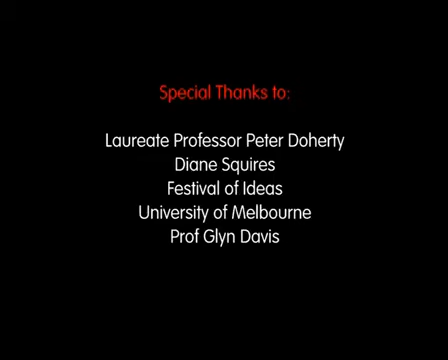 Special Thanks to:
Laureate Professor Peter Doherty
Diane Squires
Festival of Ideas
University of Melbourne
Prof Glyn Davis